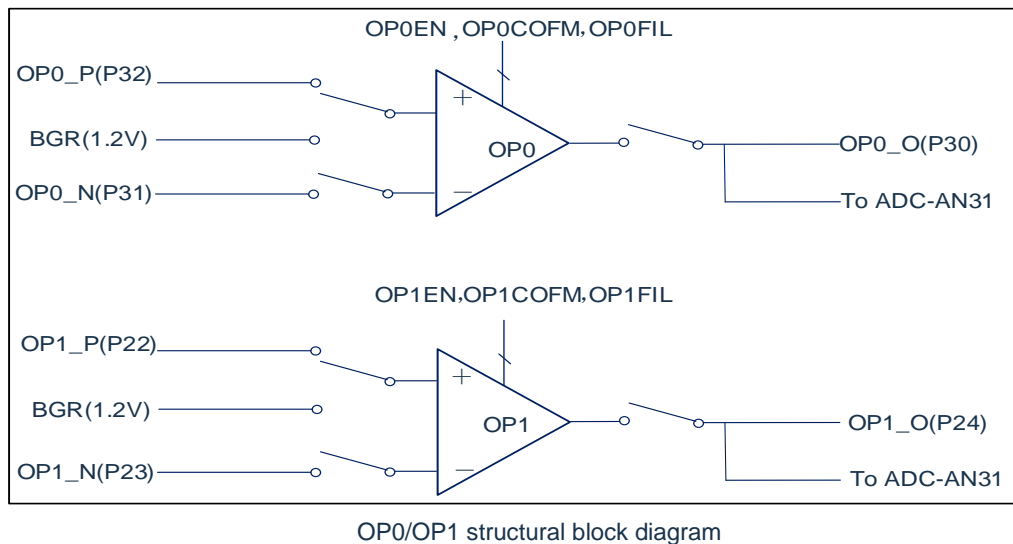 OP0EN ,OP0COFM,OP0FIL
OP0_P(P32)
+
BGR(1.2V)
OP0
OP0_O(P30)
OP0_N(P31)
−
To ADC-AN31
OP1EN,OP1COFM,OP1FIL
OP1_P(P22)
+
BGR(1.2V)
OP1
OP1_O(P24)
OP1_N(P23)
−
To ADC-AN31
OP0/OP1 structural block diagram